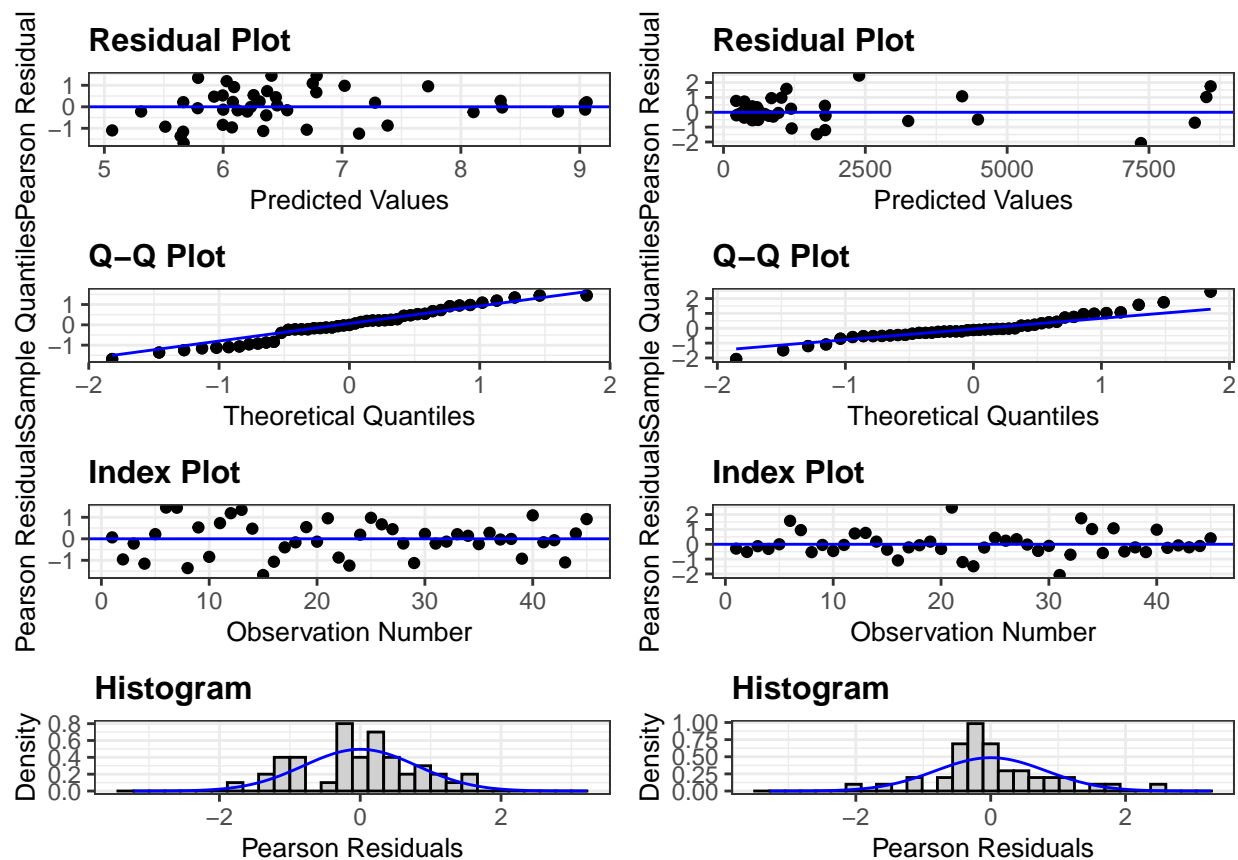 Residual Plot
Pearson Residual
1
0
−1
5 6 7 8 9
Predicted Values
Q−Q Plot
Sample Quantiles
1
0
−1
−2 −1 0 1 2
Theoretical Quantiles
Index Plot
Pearson Residuals
1
0
−1
0 10 20 30 40
Observation Number
Histogram
Density
0.8
0.4
0.0
−2 0 2
Pearson Residuals
Residual Plot
Pearson Residual
2
1
0
−1
−2
0 2500 5000 7500
Predicted Values
Q−Q Plot
Sample Quantiles
2
1
0
−1
−2
−2 −1 0 1 2
Theoretical Quantiles
Index Plot
Pearson Residuals
2
1
0
−1
−2
0 10 20 30 40
Observation Number
Histogram
Density
1.00
0.75
0.50
0.25
0.00
−2 0 2
Pearson Residuals